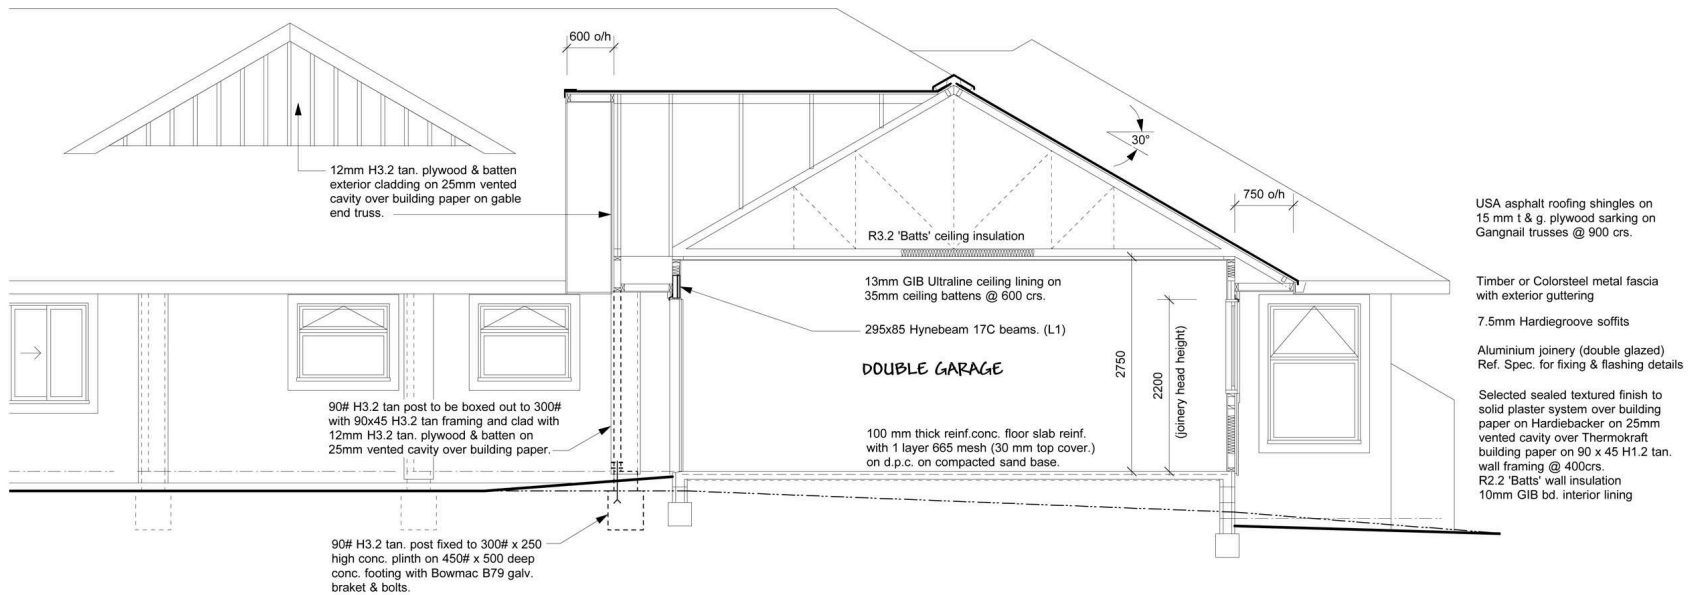 600 o/h
12mm H3.2 tan. plywood & batten
exterior cladding on 25mm vented
cavity over building paper on gable
end truss.
30°
750 o/h
USA asphalt roofing shingles on
15 mm t & g. plywood sarking on
Gangnail trusses @ 900 crs.
R3.2 'Batts' ceiling insulation
13mm GIB Ultraline ceiling lining on
35mm ceiling battens @ 600 crs.
295x85 Hynebeam 17C beams. (L1)
DOUBLE GARAGE
2750
2200
(joinery head height)
Timber or Colorsteel metal fascia
with exterior guttering
7.5mm Hardiegroove soffits
Aluminium joinery (double glazed)
Ref. Spec. for fixing & flashing details
Selected sealed textured finish to
solid plaster system over building
paper on Hardiebacker on 25mm
vented cavity over Thermokraft
building paper on 90 x 45 H1.2 tan.
wall framing @ 400crs.
R2.2 'Batts' wall insulation
10mm GIB bd. interior lining
90# H3.2 tan post to be boxed out to 300#
with 90x45 H3.2 tan framing and clad with
12mm H3.2 tan. plywood & batten on
25mm vented cavity over building paper.
100 mm thick reinf.conc. floor slab reinf.
with 1 layer 665 mesh (30 mm top cover.)
on d.p.c. on compacted sand base.
90# H3.2 tan. post fixed to 300# x 250
high conc. plinth on 450# x 500 deep
conc. footing with Bowmac B79 galv.
braket & bolts.